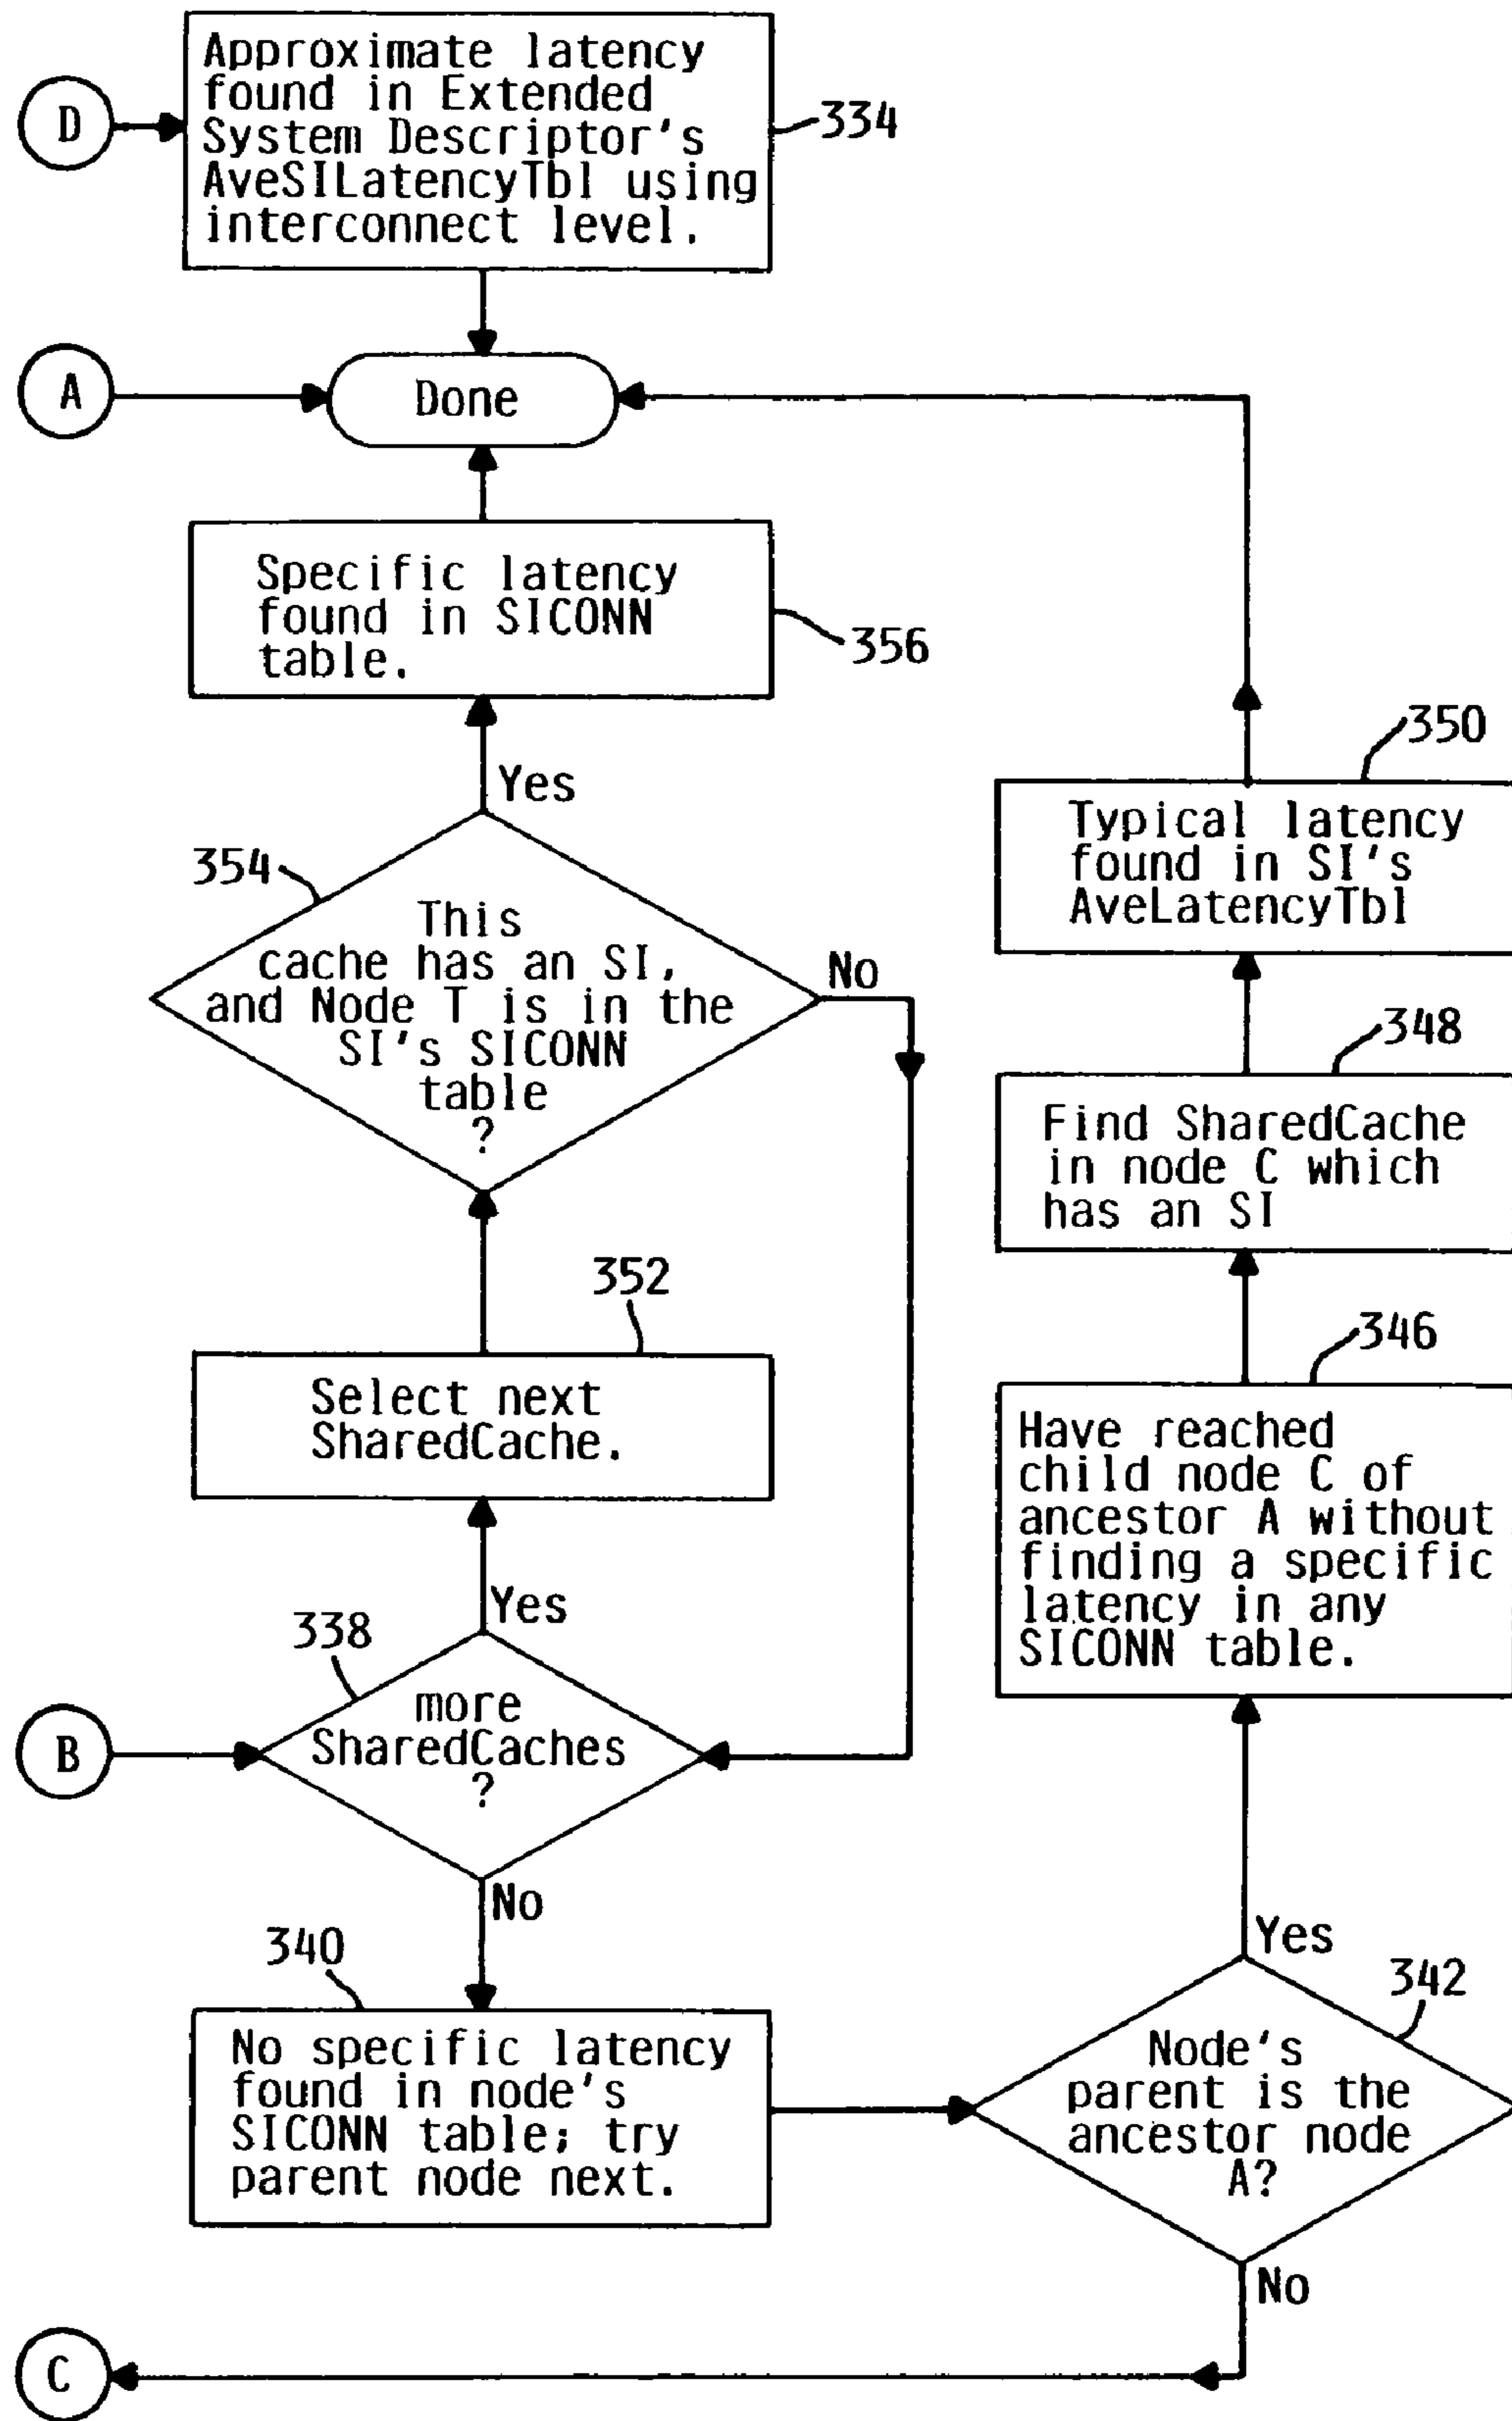 Approximate latency
found in Extended
System Descriptor's
AveSILatencyTbl using
interconnect level.
334
D
A
Done
Specific latency
found in SICONN
table.
356
Yes
354
This
cache has an SI,
and Node T is in the
SI's SICONN
table
?
No
352
Select next
SharedCache.
Yes
338
more
SharedCaches
?
B
No
340
No specific latency
found in node's
SICONN table; try
parent node next.
350
Typical latency
found in SI's
AveLatencyTbl
348
Find SharedCache
in node C which
has an SI
346
Have reached
child node C of
ancestor A without
finding a specific
latency in any
SICONN table.
Yes
342
Node's
parent is the
ancestor node
A?
No
C